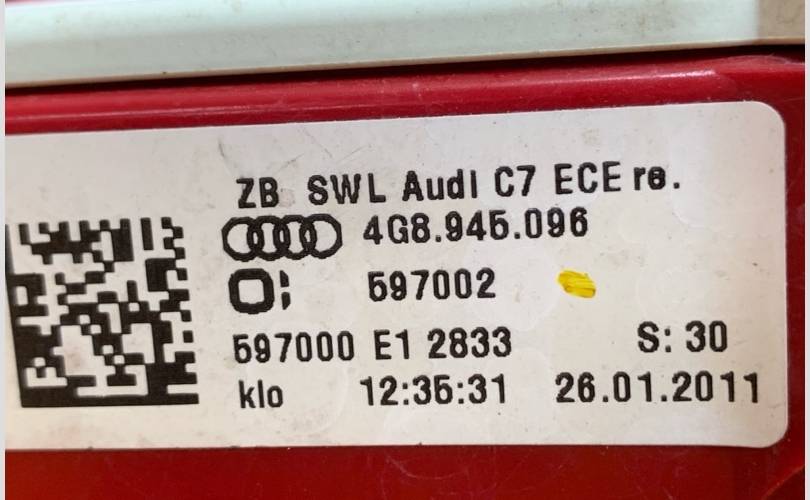 ZB SWL Audi C7 ECE re.
4G8.945.096
597002
597000 E1 2833 S: 30
klo 12:35:31 26.01.2011